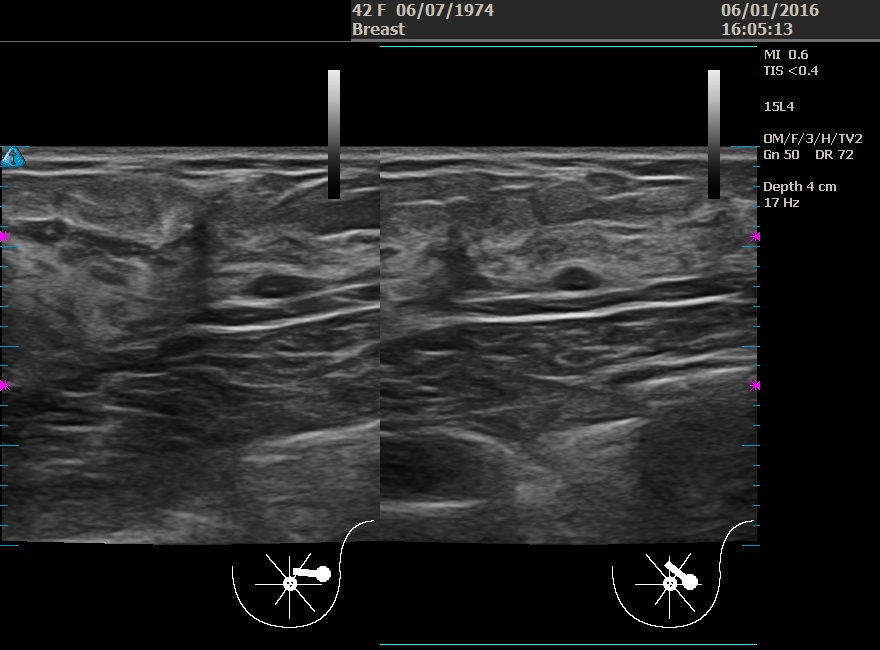 42 F 06/07/1974 06/01/2016
Breast 16:05:13
MI 0.6
TIS <0.4
15L4
OM/F/3/H/TV2
Gn 50 DR 72
Depth 4 cm
17 Hz